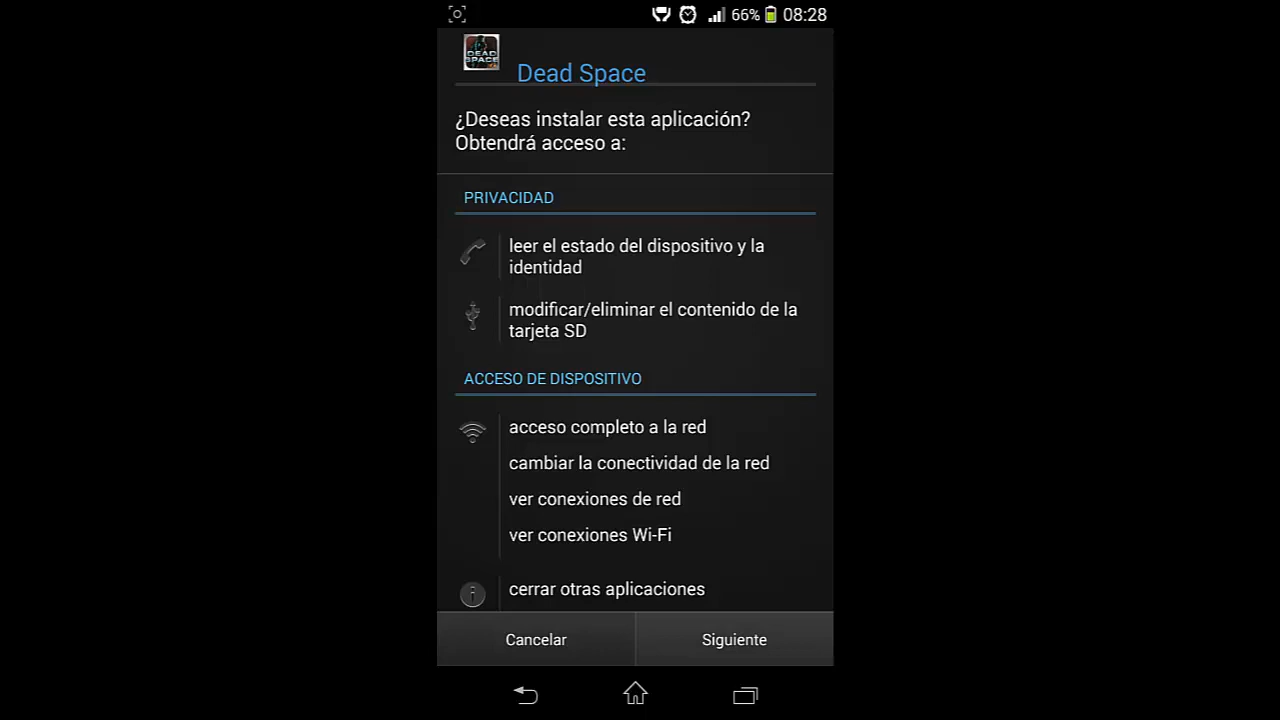 66% 08:28
DEAD SPACE
Dead Space
¿Deseas instalar esta aplicación?
Obtendrá acceso a:
PRIVACIDAD
leer el estado del dispositivo y la
identidad
modificar/eliminar el contenido de la
tarjeta SD
ACCESO DE DISPOSITIVO
acceso completo a la red
cambiar la conectividad de la red
ver conexiones de red
ver conexiones Wi-Fi
cerrar otras aplicaciones
Cancelar
Siguiente